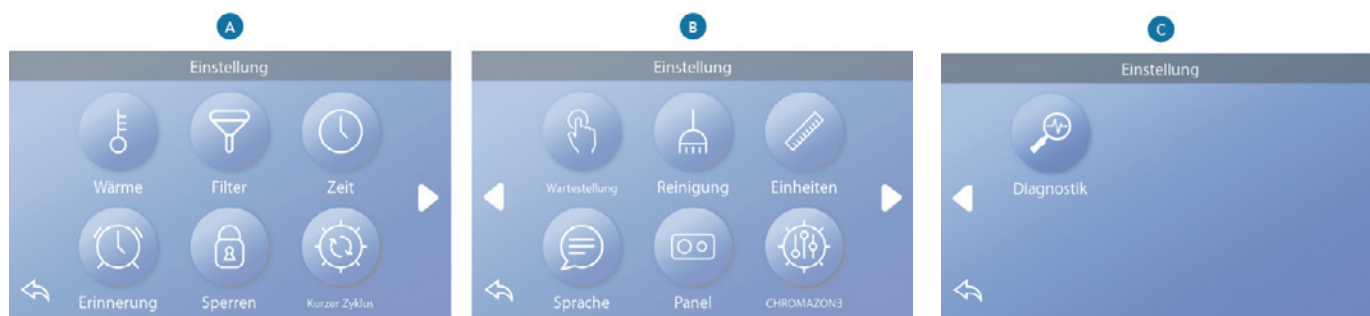 A
B
C
Einstellung
Wärme Filter Zeit
Erinnerung Sperren Kurzer Zyklus
Einstellung
Wartestellung Reinigung Einheiten
Sprache Panel CHROMAZON3
Einstellung
Diagnostik